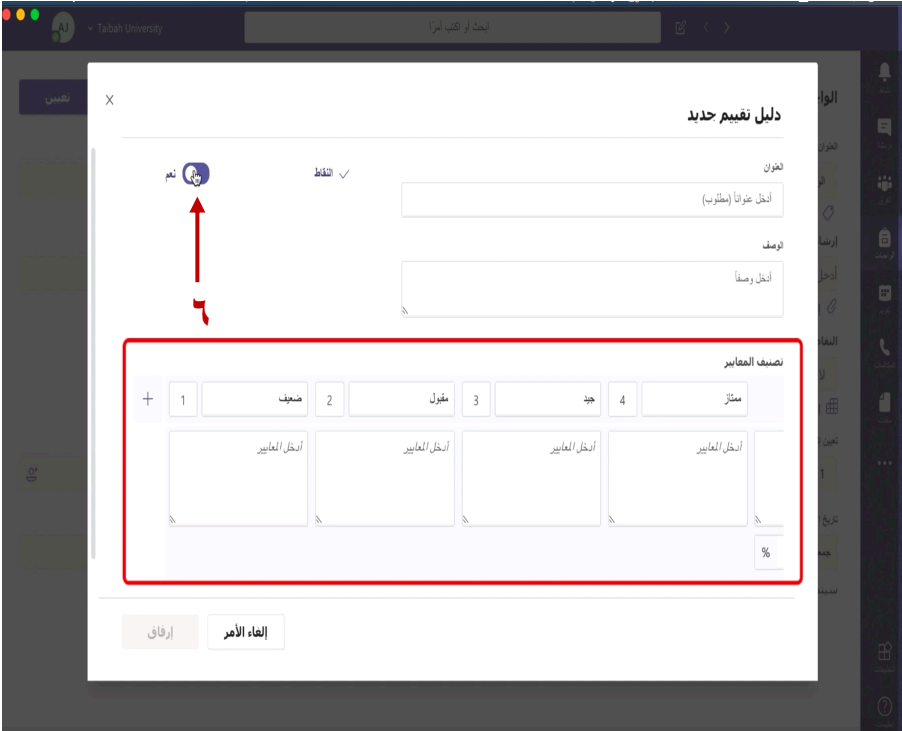 ابحث أو اكتب أمرًا
Taibah University
AJ
تعيين
دليل تقييم جديد
العنوان
أدخل عنواناً (مطلوب)
النقاط
نعم
الوصف
أدخل وصفاً
٦
تصنيف المعايير
ممتاز 4 جيد 3 مقبول 2 ضعيف 1
أدخل المعايير أدخل المعايير أدخل المعايير أدخل المعايير
%
إلغاء الأمر
إرفاق